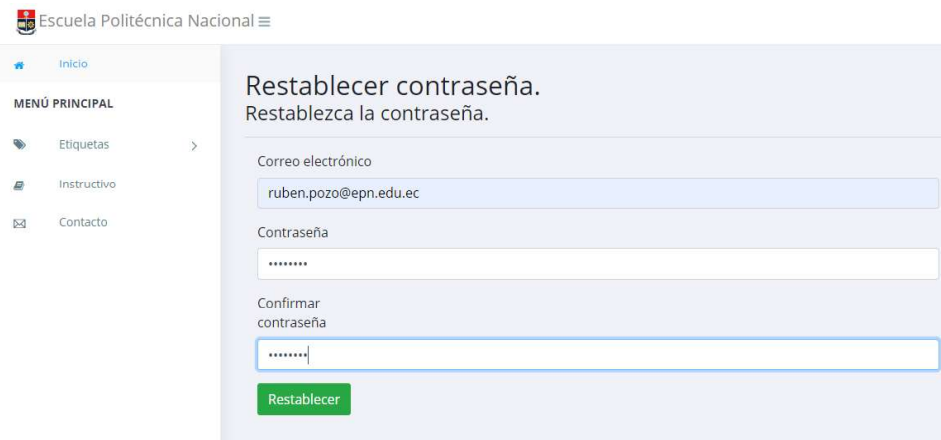 Escuela Politécnica Nacional
Inicio
MENÚ PRINCIPAL
Etiquetas
Instructivo
Contacto
Restablecer contraseña.
Restablezca la contraseña.
Correo electrónico
ruben.pozo@epn.edu.ec
Contraseña
••••••••
Confirmar
contraseña
••••••••
Restablecer